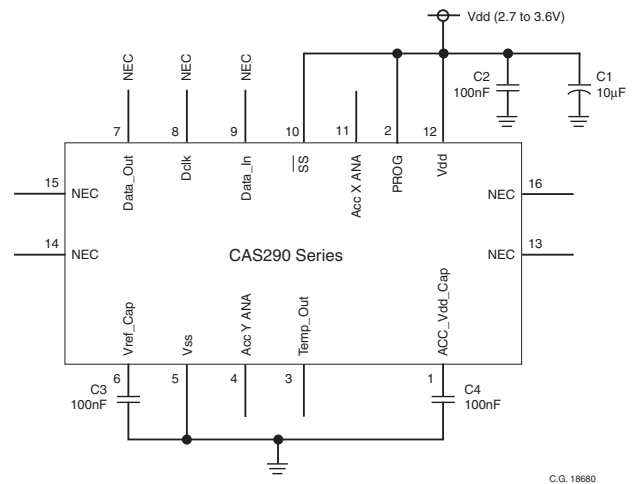 Vdd (2.7 to 3.6V)
NEC
NEC
NEC
C2
100nF
C1
10µF
7
8
9
10
11
2
12
Data_Out
Dclk
Data_In
SS
Acc X ANA
PROG
Vdd
15
NEC
NEC
16
14
NEC
NEC
13
CAS290 Series
Vref_Cap
Vss
Acc Y ANA
Temp_Out
ACC_Vdd_Cap
6
5
4
3
1
C3
100nF
C4
100nF
C.G. 18680